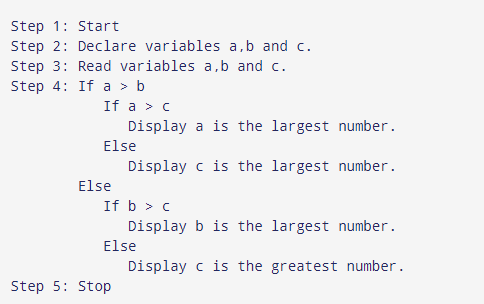 Step 1: Start
Step 2: Declare variables a,b and c.
Step 3: Read variables a,b and c.
Step 4: If a > b
If a > c
Display a is the largest number.
Else
Display c is the largest number.
Else
If b > c
Display b is the largest number.
Else
Display c is the greatest number.
Step 5: Stop